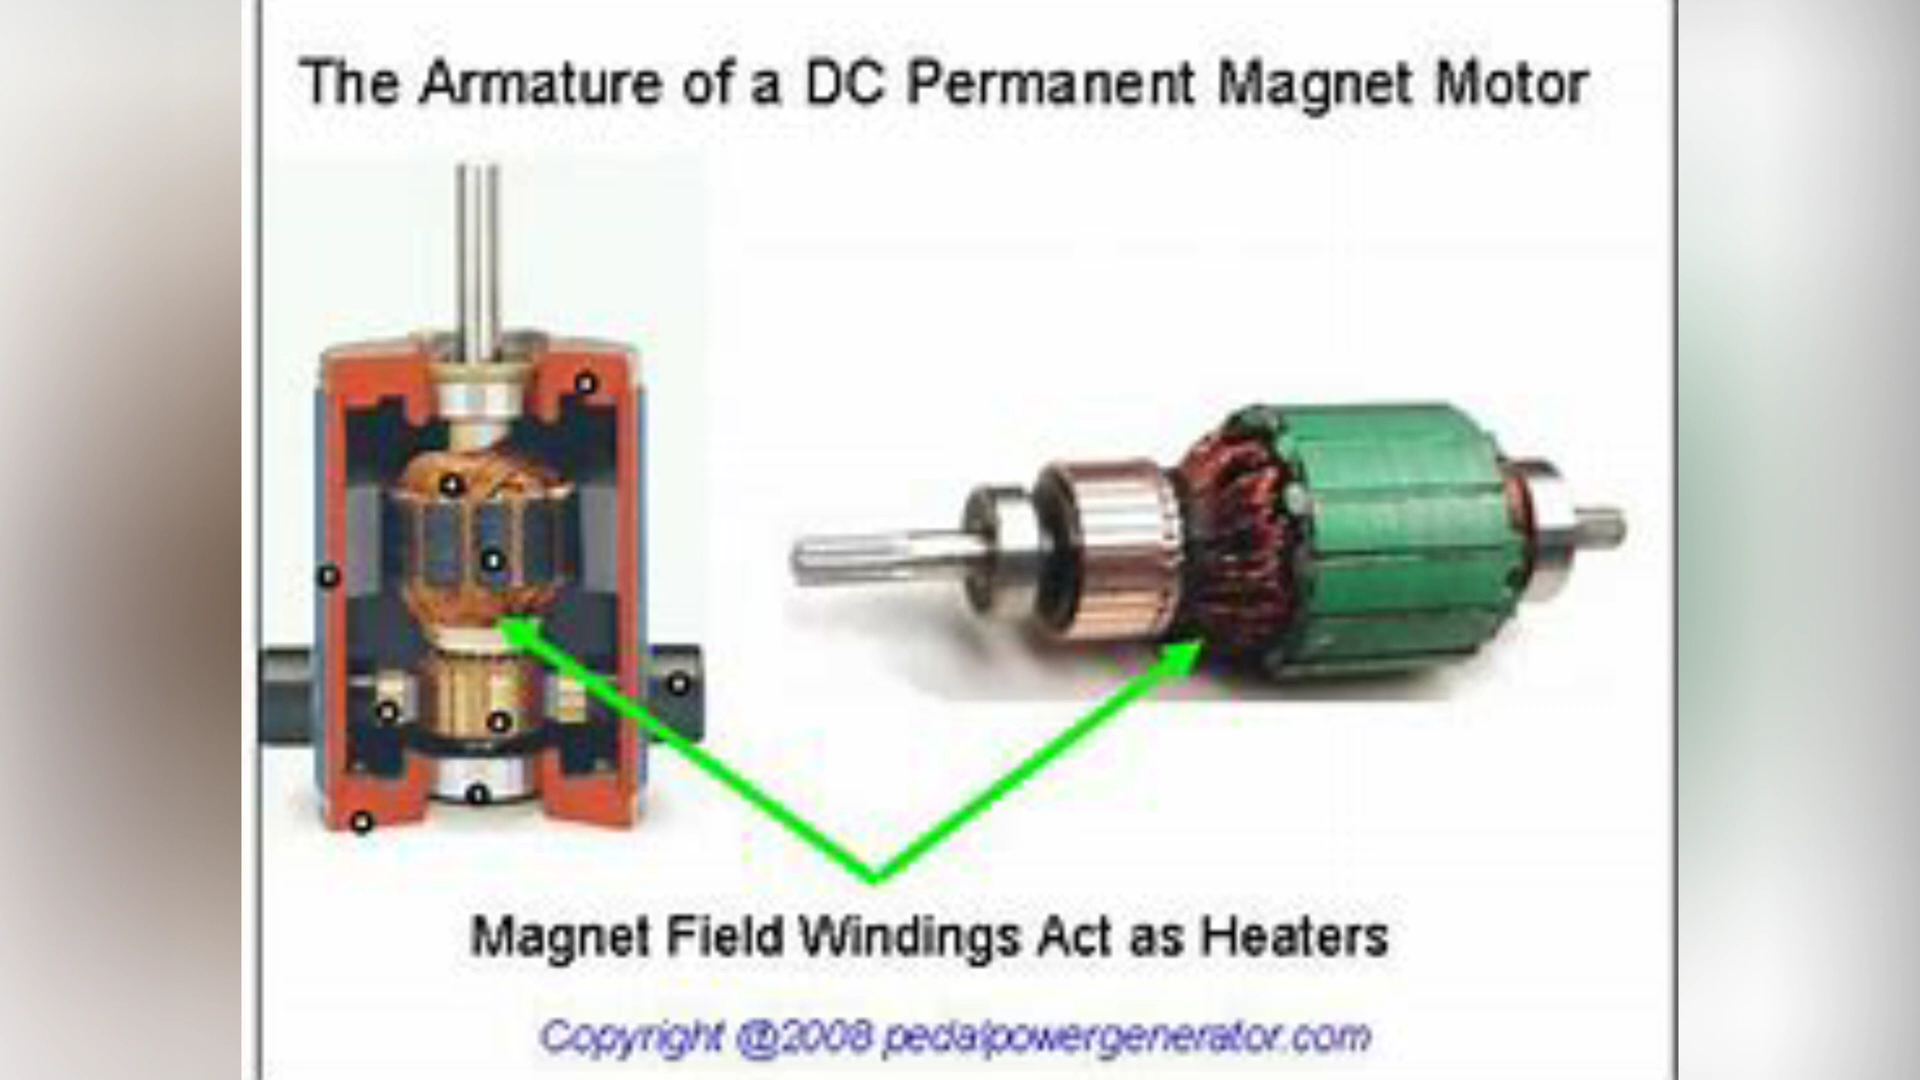 The Armature of a DC Permanent Magnet Motor
Magnet Field Windings Act as Heaters
Copyright @2008 pedalpowergenerator.com